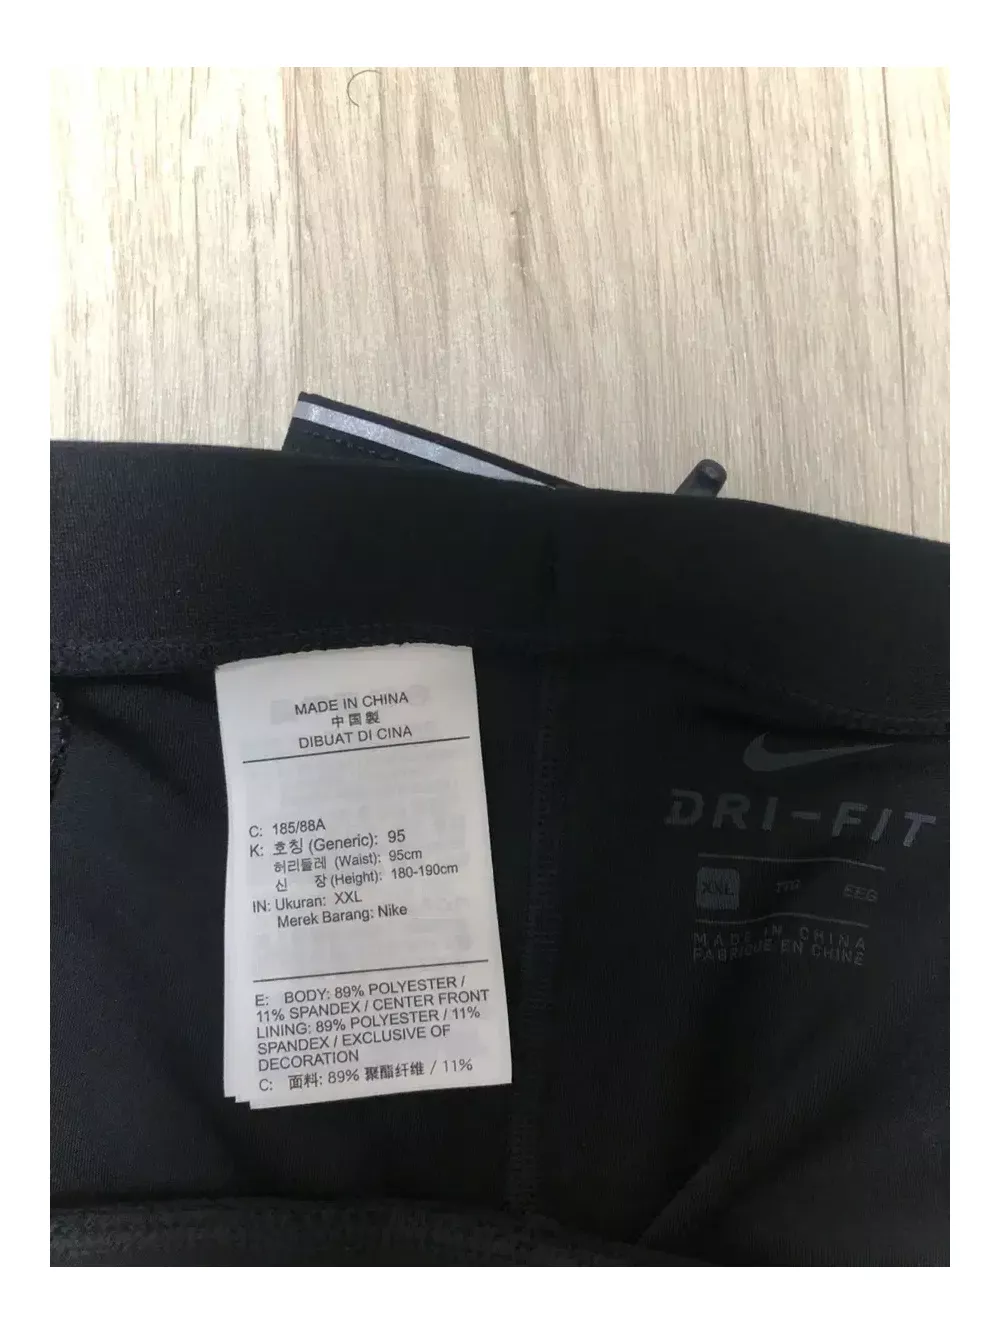 MADE IN CHINA
中国製
DIBUAT DI CINA
C: 185/88A
K: 호칭 (Generic): 95
허리둘레 (Waist): 95cm
신 장 (Height): 180-190cm
IN: Ukuran: XXL
Merek Barang: Nike
E: BODY: 89% POLYESTER /
11% SPANDEX / CENTER FRONT
LINING: 89% POLYESTER / 11%
SPANDEX / EXCLUSIVE OF
DECORATION
C: 面料: 89% 聚酯纤维 / 11%
DRI-FIT
XXL TTG EEG
MADE IN CHINA
FABRIQUÉ EN CHINE